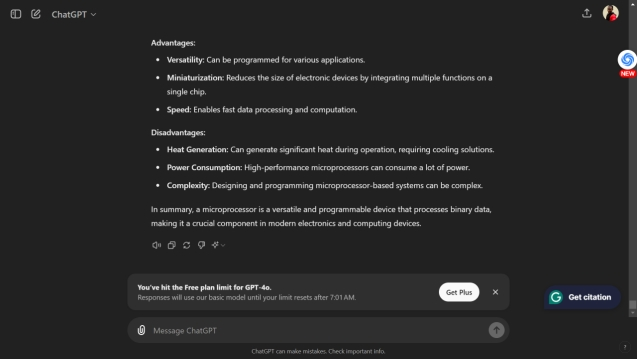 ChatGPT
Advantages:
• Versatility: Can be programmed for various applications.
• Miniaturization: Reduces the size of electronic devices by integrating multiple functions on a
single chip.
• Speed: Enables fast data processing and computation.
Disadvantages:
• Heat Generation: Can generate significant heat during operation, requiring cooling solutions.
• Power Consumption: High-performance microprocessors can consume a lot of power.
• Complexity: Designing and programming microprocessor-based systems can be complex.
In summary, a microprocessor is a versatile and programmable device that processes binary data,
making it a crucial component in modern electronics and computing devices.
NEW
You've hit the Free plan limit for GPT-4o.
Responses will use our basic model until your limit resets after 7:01 AM.
Get Plus
Get citation
Message ChatGPT
ChatGPT can make mistakes. Check important info.
?